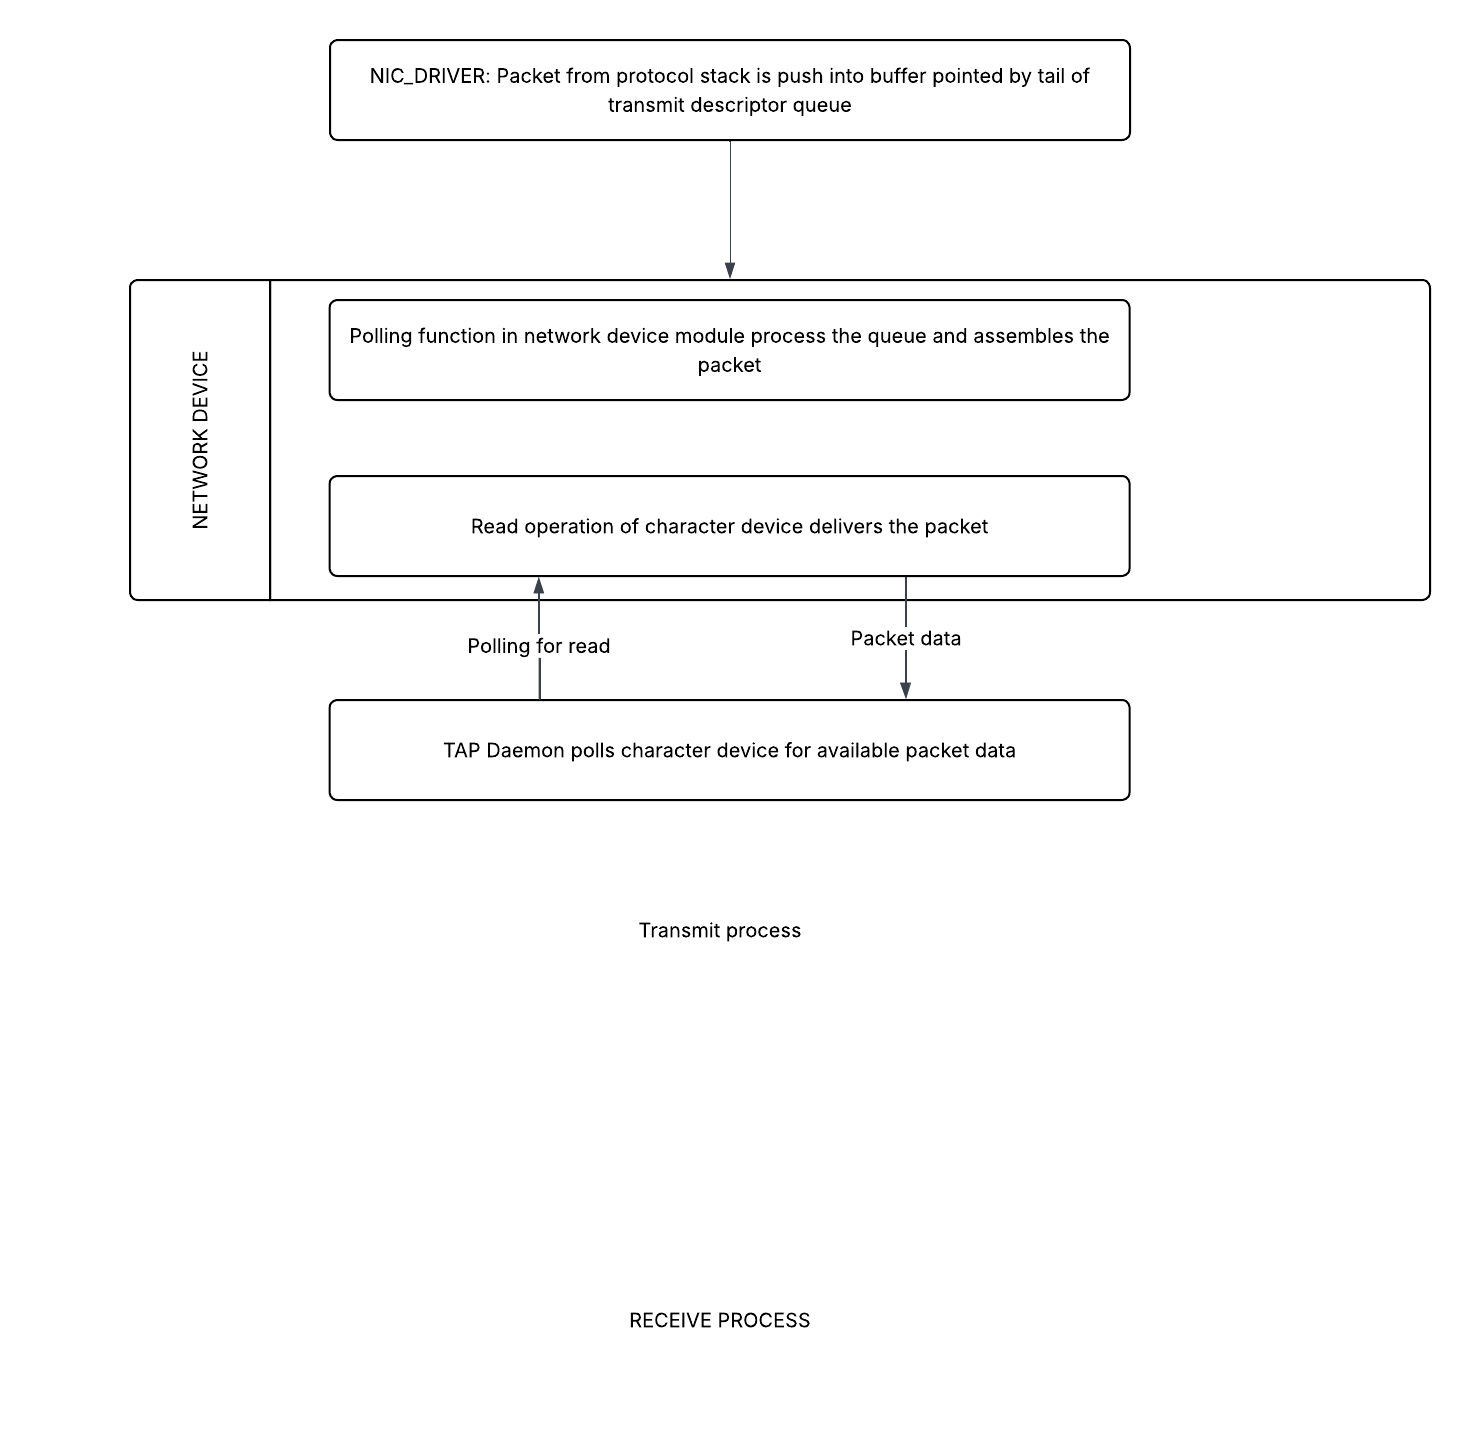 NIC_DRIVER: Packet from protocol stack is push into buffer pointed by tail of
transmit descriptor queue
NETWORK DEVICE
Polling function in network device module process the queue and assembles the
packet
Read operation of character device delivers the packet
Polling for read
Packet data
TAP Daemon polls character device for available packet data
Transmit process
RECEIVE PROCESS